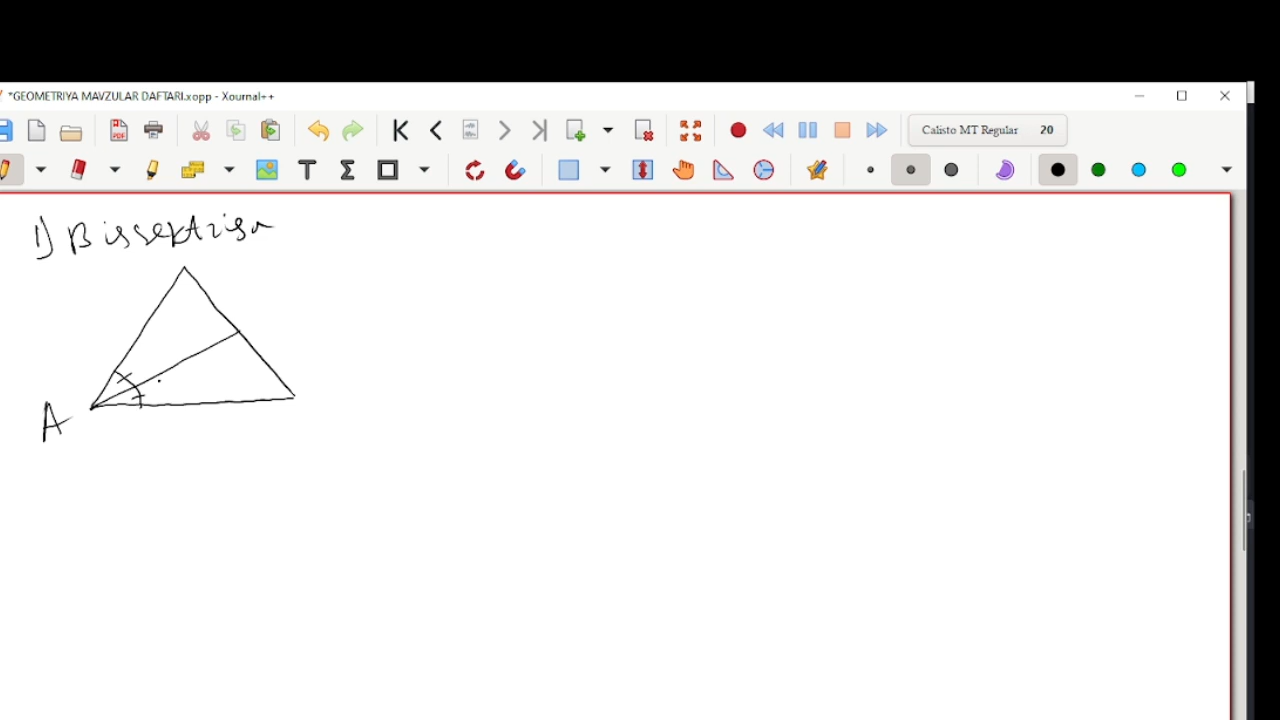 *GEOMETRIYA MAVZULAR DAFTARI.xopp - Xournal++
Calisto MT Regular 20
1) Bissektrisa
A